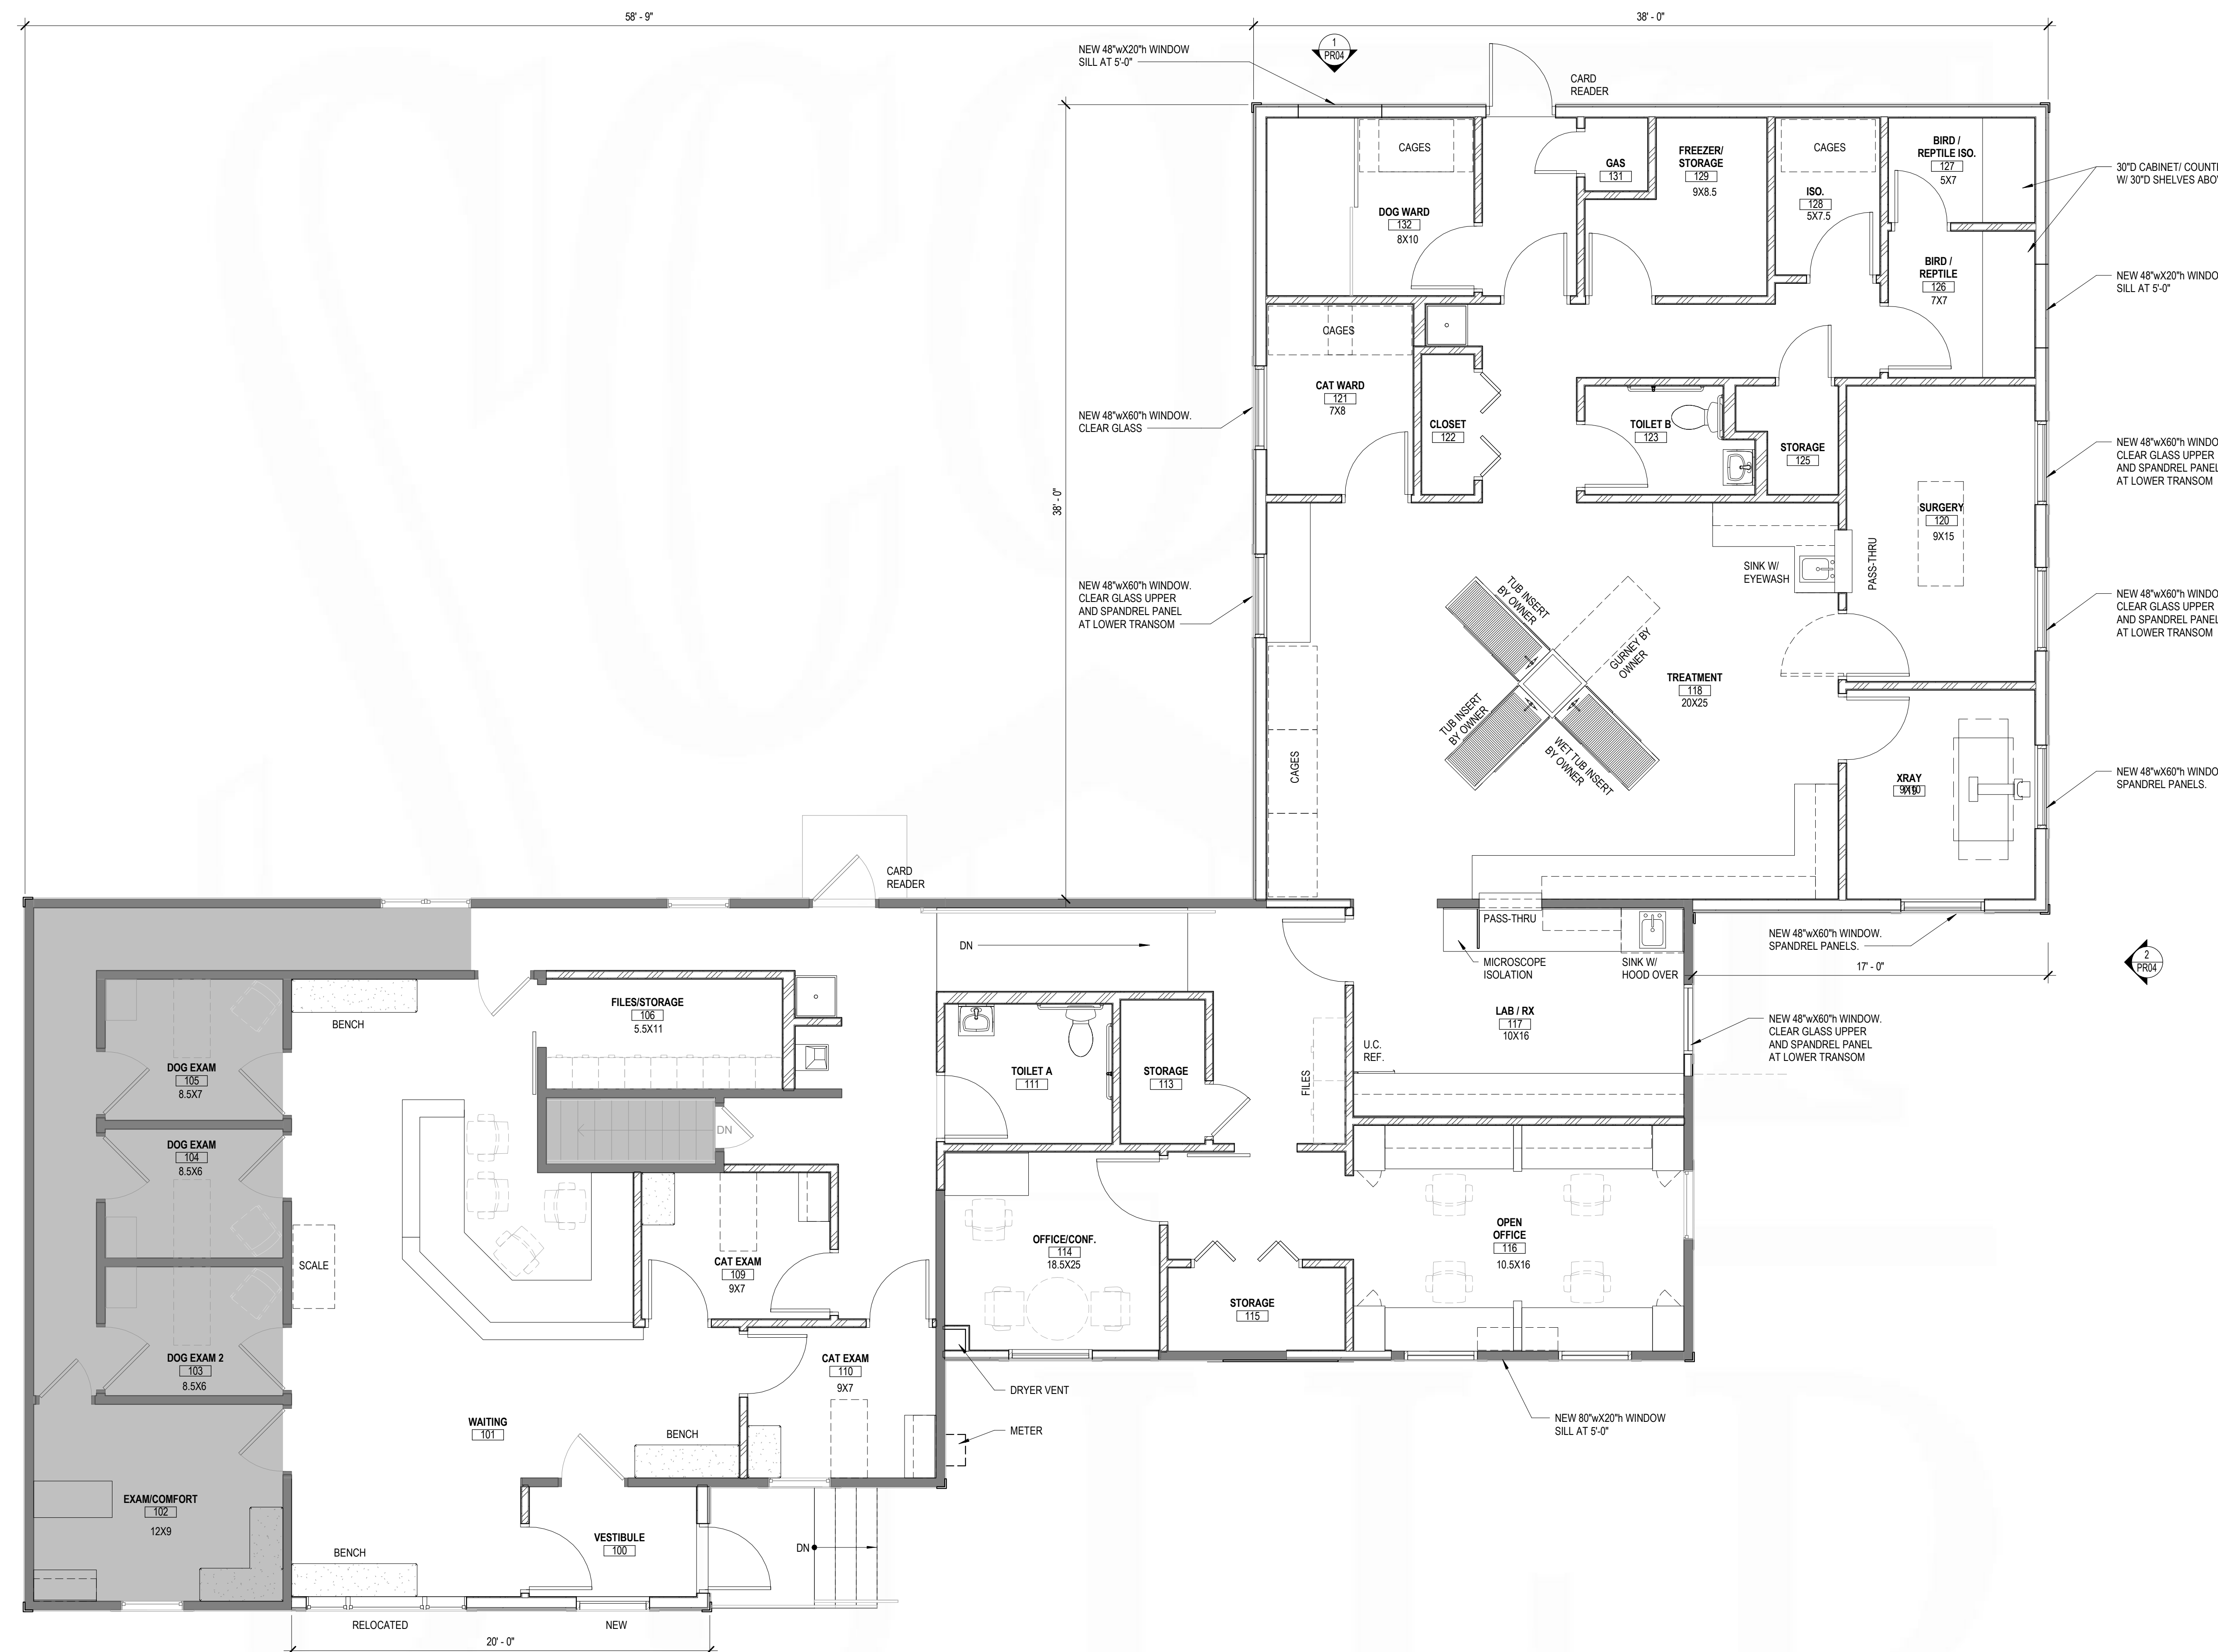 58' - 9"
38' - 0"
NEW 48"wX20"h WINDOW
SILL AT 5'-0"
1
PR04
CARD
READER
CAGES
GAS
131
FREEZER/
STORAGE
129
9X8.5
CAGES
ISO.
128
5X7.5
BIRD /
REPTILE ISO.
127
5X7
30"D CABINET/
W/ 30"D SHELVES
DOG WARD
132
8X10
BIRD /
REPTILE
126
7X7
NEW 48"wX20"h
SILL AT 5'-0"
CAGES
CAT WARD
121
7X8
NEW 48"wX60"h WINDOW.
CLEAR GLASS
CLOSET
122
TOILET B
123
STORAGE
125
NEW 48"wX60"h
CLEAR GLASS UPPER
AND SPANDREL
AT LOWER TRANSOM
38' - 0"
SURGERY
120
9X15
PASS-THRU
SINK W/
EYEWASH
NEW 48"wX60"h WINDOW.
CLEAR GLASS UPPER
AND SPANDREL PANEL
AT LOWER TRANSOM
TUB INSERT
BY OWNER
GURNEY BY
OWNER
NEW 48"wX60"h
CLEAR GLASS UPPER
AND SPANDREL
AT LOWER TRANSOM
TREATMENT
118
20X25
TUB INSERT
BY OWNER
WET TUB INSERT
BY OWNER
CAGES
XRAY
NEW 48"wX60"h
SPANDREL PANELS.
CARD
READER
PASS-THRU
MICROSCOPE
ISOLATION
SINK W/
HOOD OVER
NEW 48"wX60"h WINDOW.
SPANDREL PANELS.
17' - 0"
2
PR04
DN
BENCH
FILES/STORAGE
106
5.5X11
LAB / RX
117
10X16
NEW 48"wX60"h WINDOW.
CLEAR GLASS UPPER
AND SPANDREL PANEL
AT LOWER TRANSOM
U.C.
REF.
DOG EXAM
105
8.5X7
TOILET A
111
STORAGE
113
FILES
DN
DOG EXAM
104
8.5X6
SCALE
CAT EXAM
109
9X7
OFFICE/CONF.
114
18.5X25
OPEN
OFFICE
116
10.5X16
STORAGE
115
DOG EXAM 2
103
8.5X6
CAT EXAM
110
9X7
DRYER VENT
WAITING
101
BENCH
METER
NEW 80"wX20"h WINDOW
SILL AT 5'-0"
EXAM/COMFORT
102
12X9
VESTIBULE
100
DN
BENCH
RELOCATED
NEW
20' - 0"